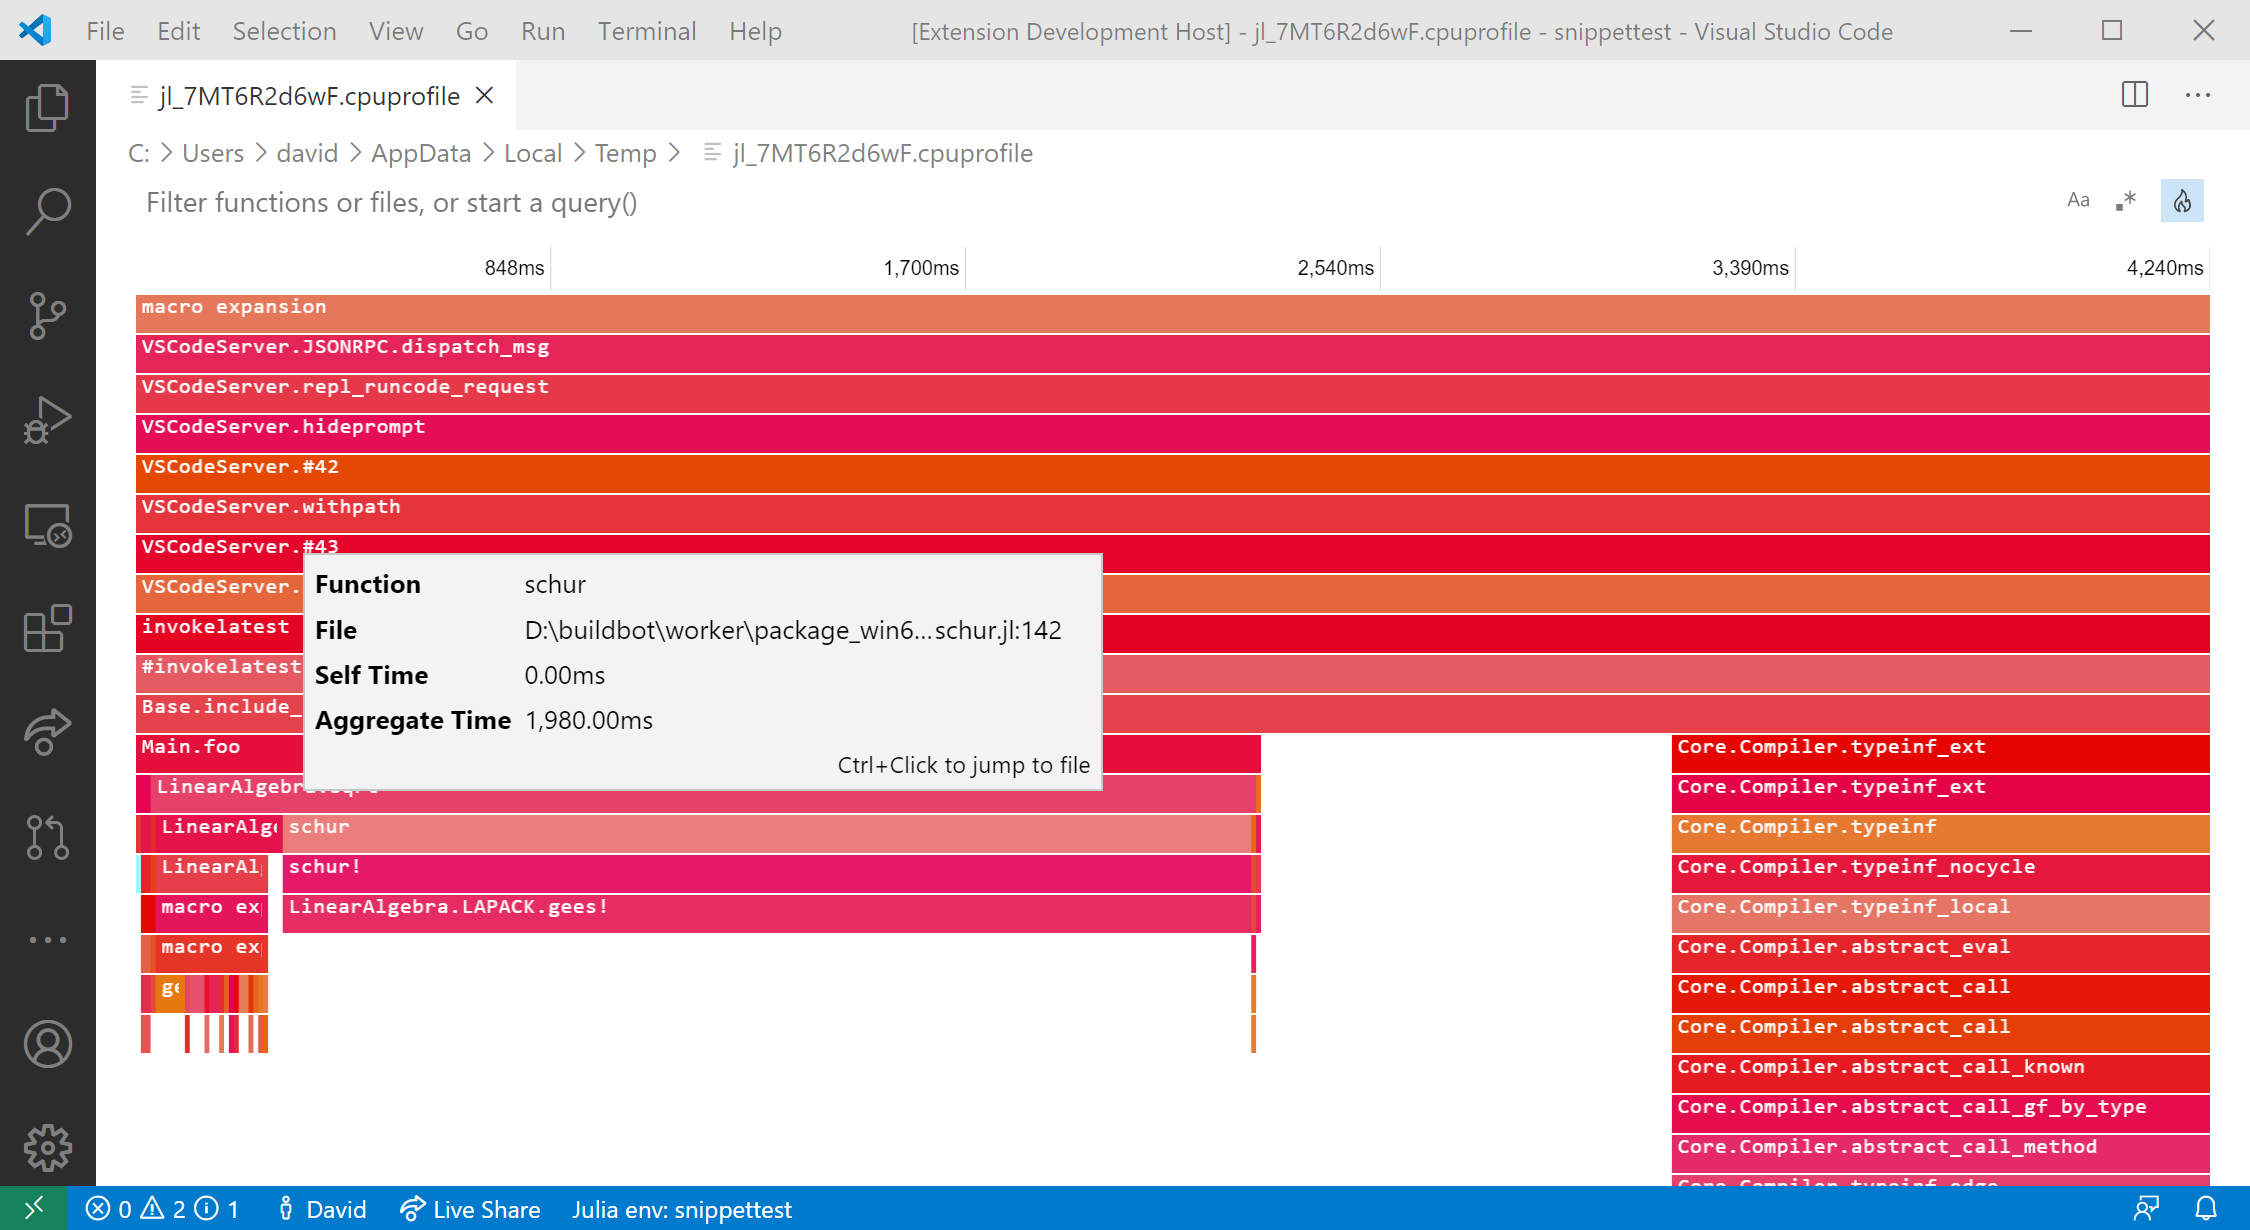 File Edit Selection View Go Run Terminal Help [Extension Development Host] - jl_7MT6R2d6wF.cpuprofile - snippettest - Visual Studio Code
jl_7MT6R2d6wF.cpuprofile
C: > Users > david > AppData > Local > Temp > jl_7MT6R2d6wF.cpuprofile
Filter functions or files, or start a query() Aa .*
848ms 1,700ms 2,540ms 3,390ms 4,240ms
macro expansion
VSCodeServer.JSONRPC.dispatch_msg
VSCodeServer.repl_runcode_request
VSCodeServer.hideprompt
VSCodeServer.#42
VSCodeServer.withpath
VSCodeServer.#43
VSCodeServer.
invokelatest
#invokelatest
Base.include_
Function schur
File D:\buildbot\worker\package_win6...schur.jl:142
Self Time 0.00ms
Aggregate Time 1,980.00ms
Ctrl+Click to jump to file
Main.foo Core.Compiler.typeinf_ext
LinearAlgebra Core.Compiler.typeinf_ext
LinearAlge schur Core.Compiler.typeinf
LinearAl schur! Core.Compiler.typeinf_nocycle
macro ex LinearAlgebra.LAPACK.gees! Core.Compiler.typeinf_local
macro ex Core.Compiler.abstract_eval
ge Core.Compiler.abstract_call
Core.Compiler.abstract_call
Core.Compiler.abstract_call_known
Core.Compiler.abstract_call_gf_by_type
Core.Compiler.abstract_call_method
0 2 1 David Live Share Julia env: snippettest